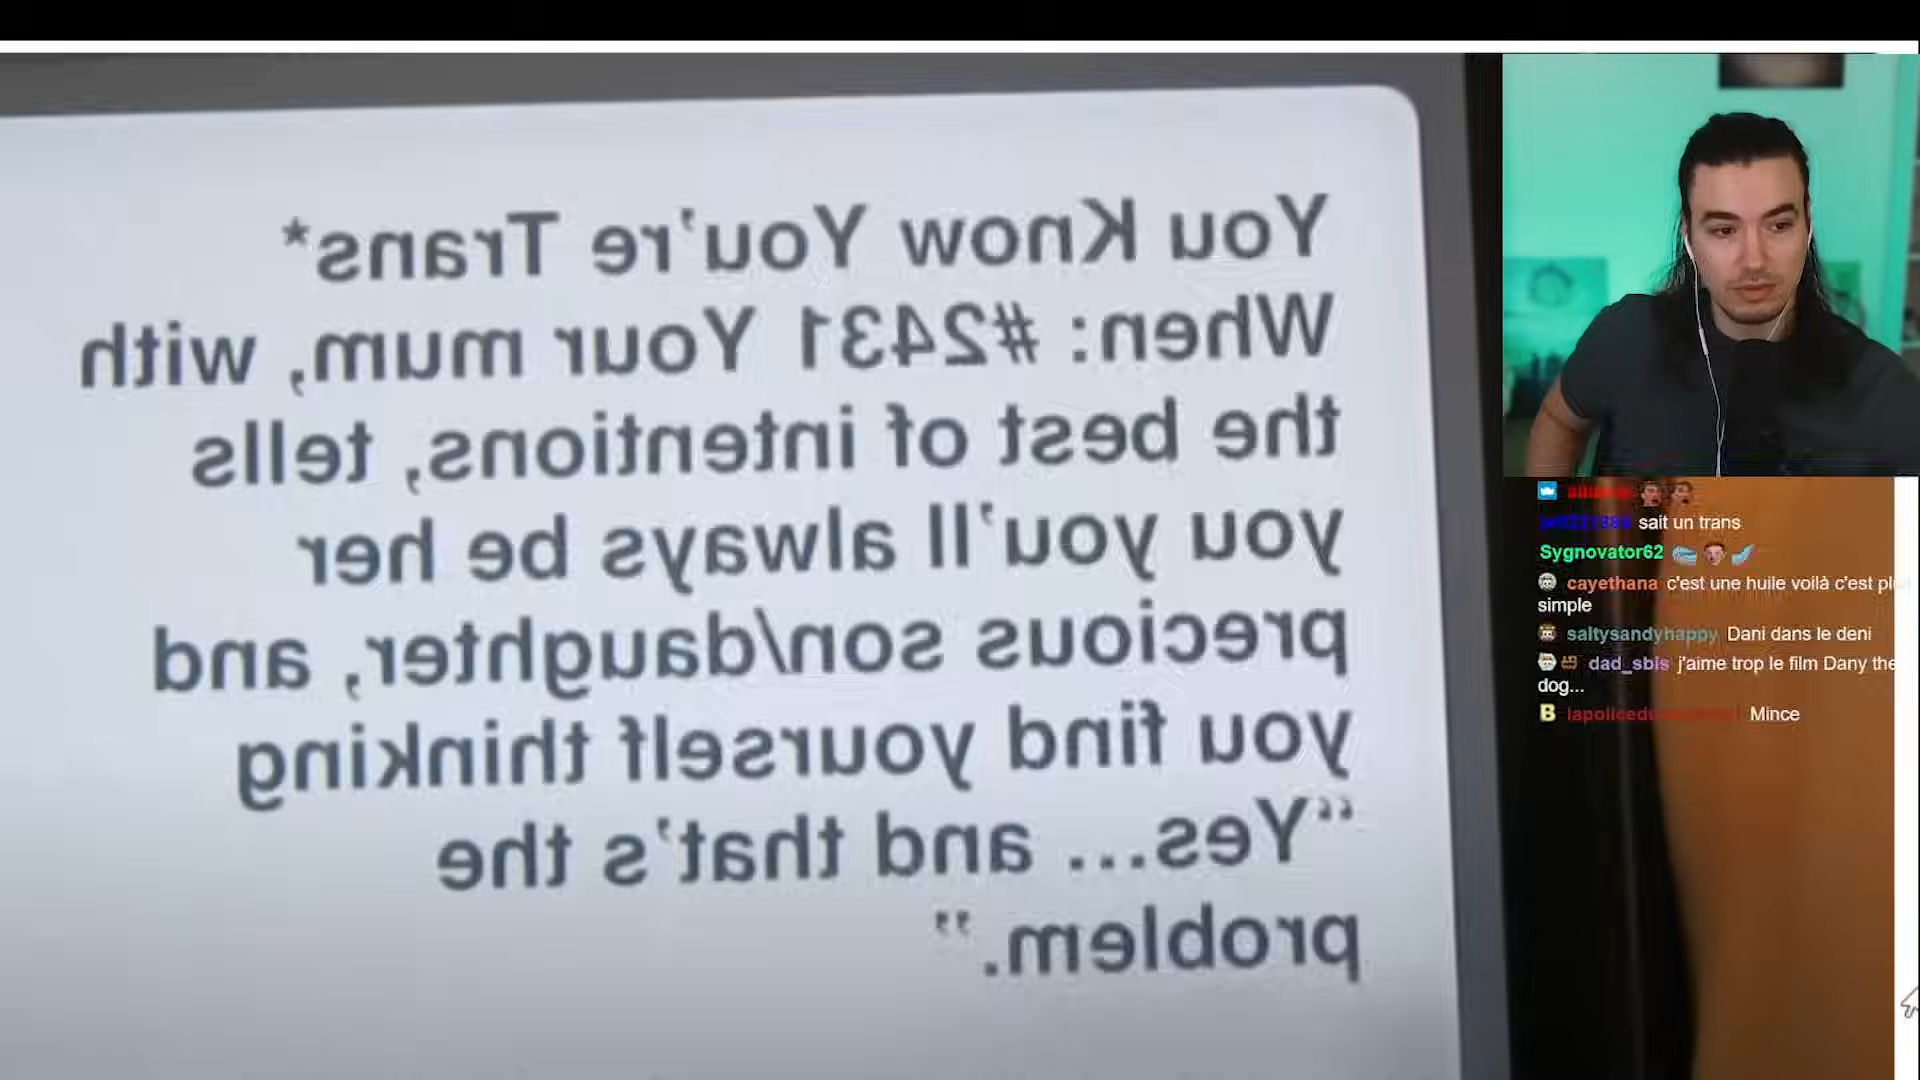 You Know You're Trans*
When: #2431 Your mum, with
the best of intentions, tells
you you'll always be her
precious son/daughter, and
you find yourself thinking
“Yes... and that's the
problem.”
sait un trans
Sygnovator62
cayethana c'est une huile voilà c'est
simple
saltysandyhappy Dani dans le deni
dad_sbis j'aime trop le film Dany the
dog...
Mince